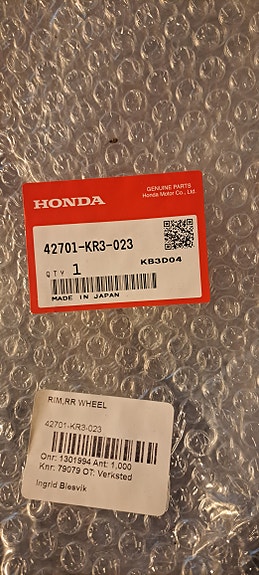 HONDA
GENUINE PARTS
Honda Motor Co., Ltd.
42701-KR3-023
KB3D04
QTY 1
MADE IN JAPAN
RIM,RR WHEEL
42701-KR3-023
Onr: 1301994 Ant: 1,000
Knr: 79079 OT: Verksted
Ingrid Blesvik